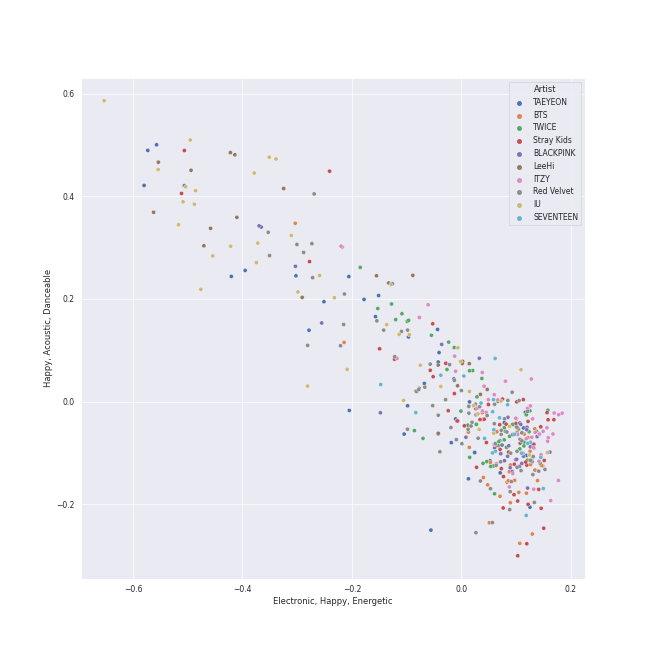 Artist
TAEYEON
BTS
TWICE
Stray Kids
BLACKPINK
LeeHi
ITZY
Red Velvet
IU
SEVENTEEN
0.6
0.4
0.2
0.0
−0.2
Happy, Acoustic, Danceable
−0.6
−0.4
−0.2
0.0
0.2
Electronic, Happy, Energetic